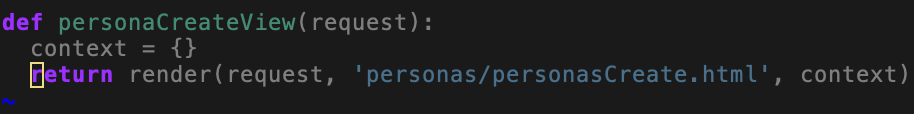 def personaCreateView(request):
  context = {}
  return render(request, 'personas/personasCreate.html', context)
~